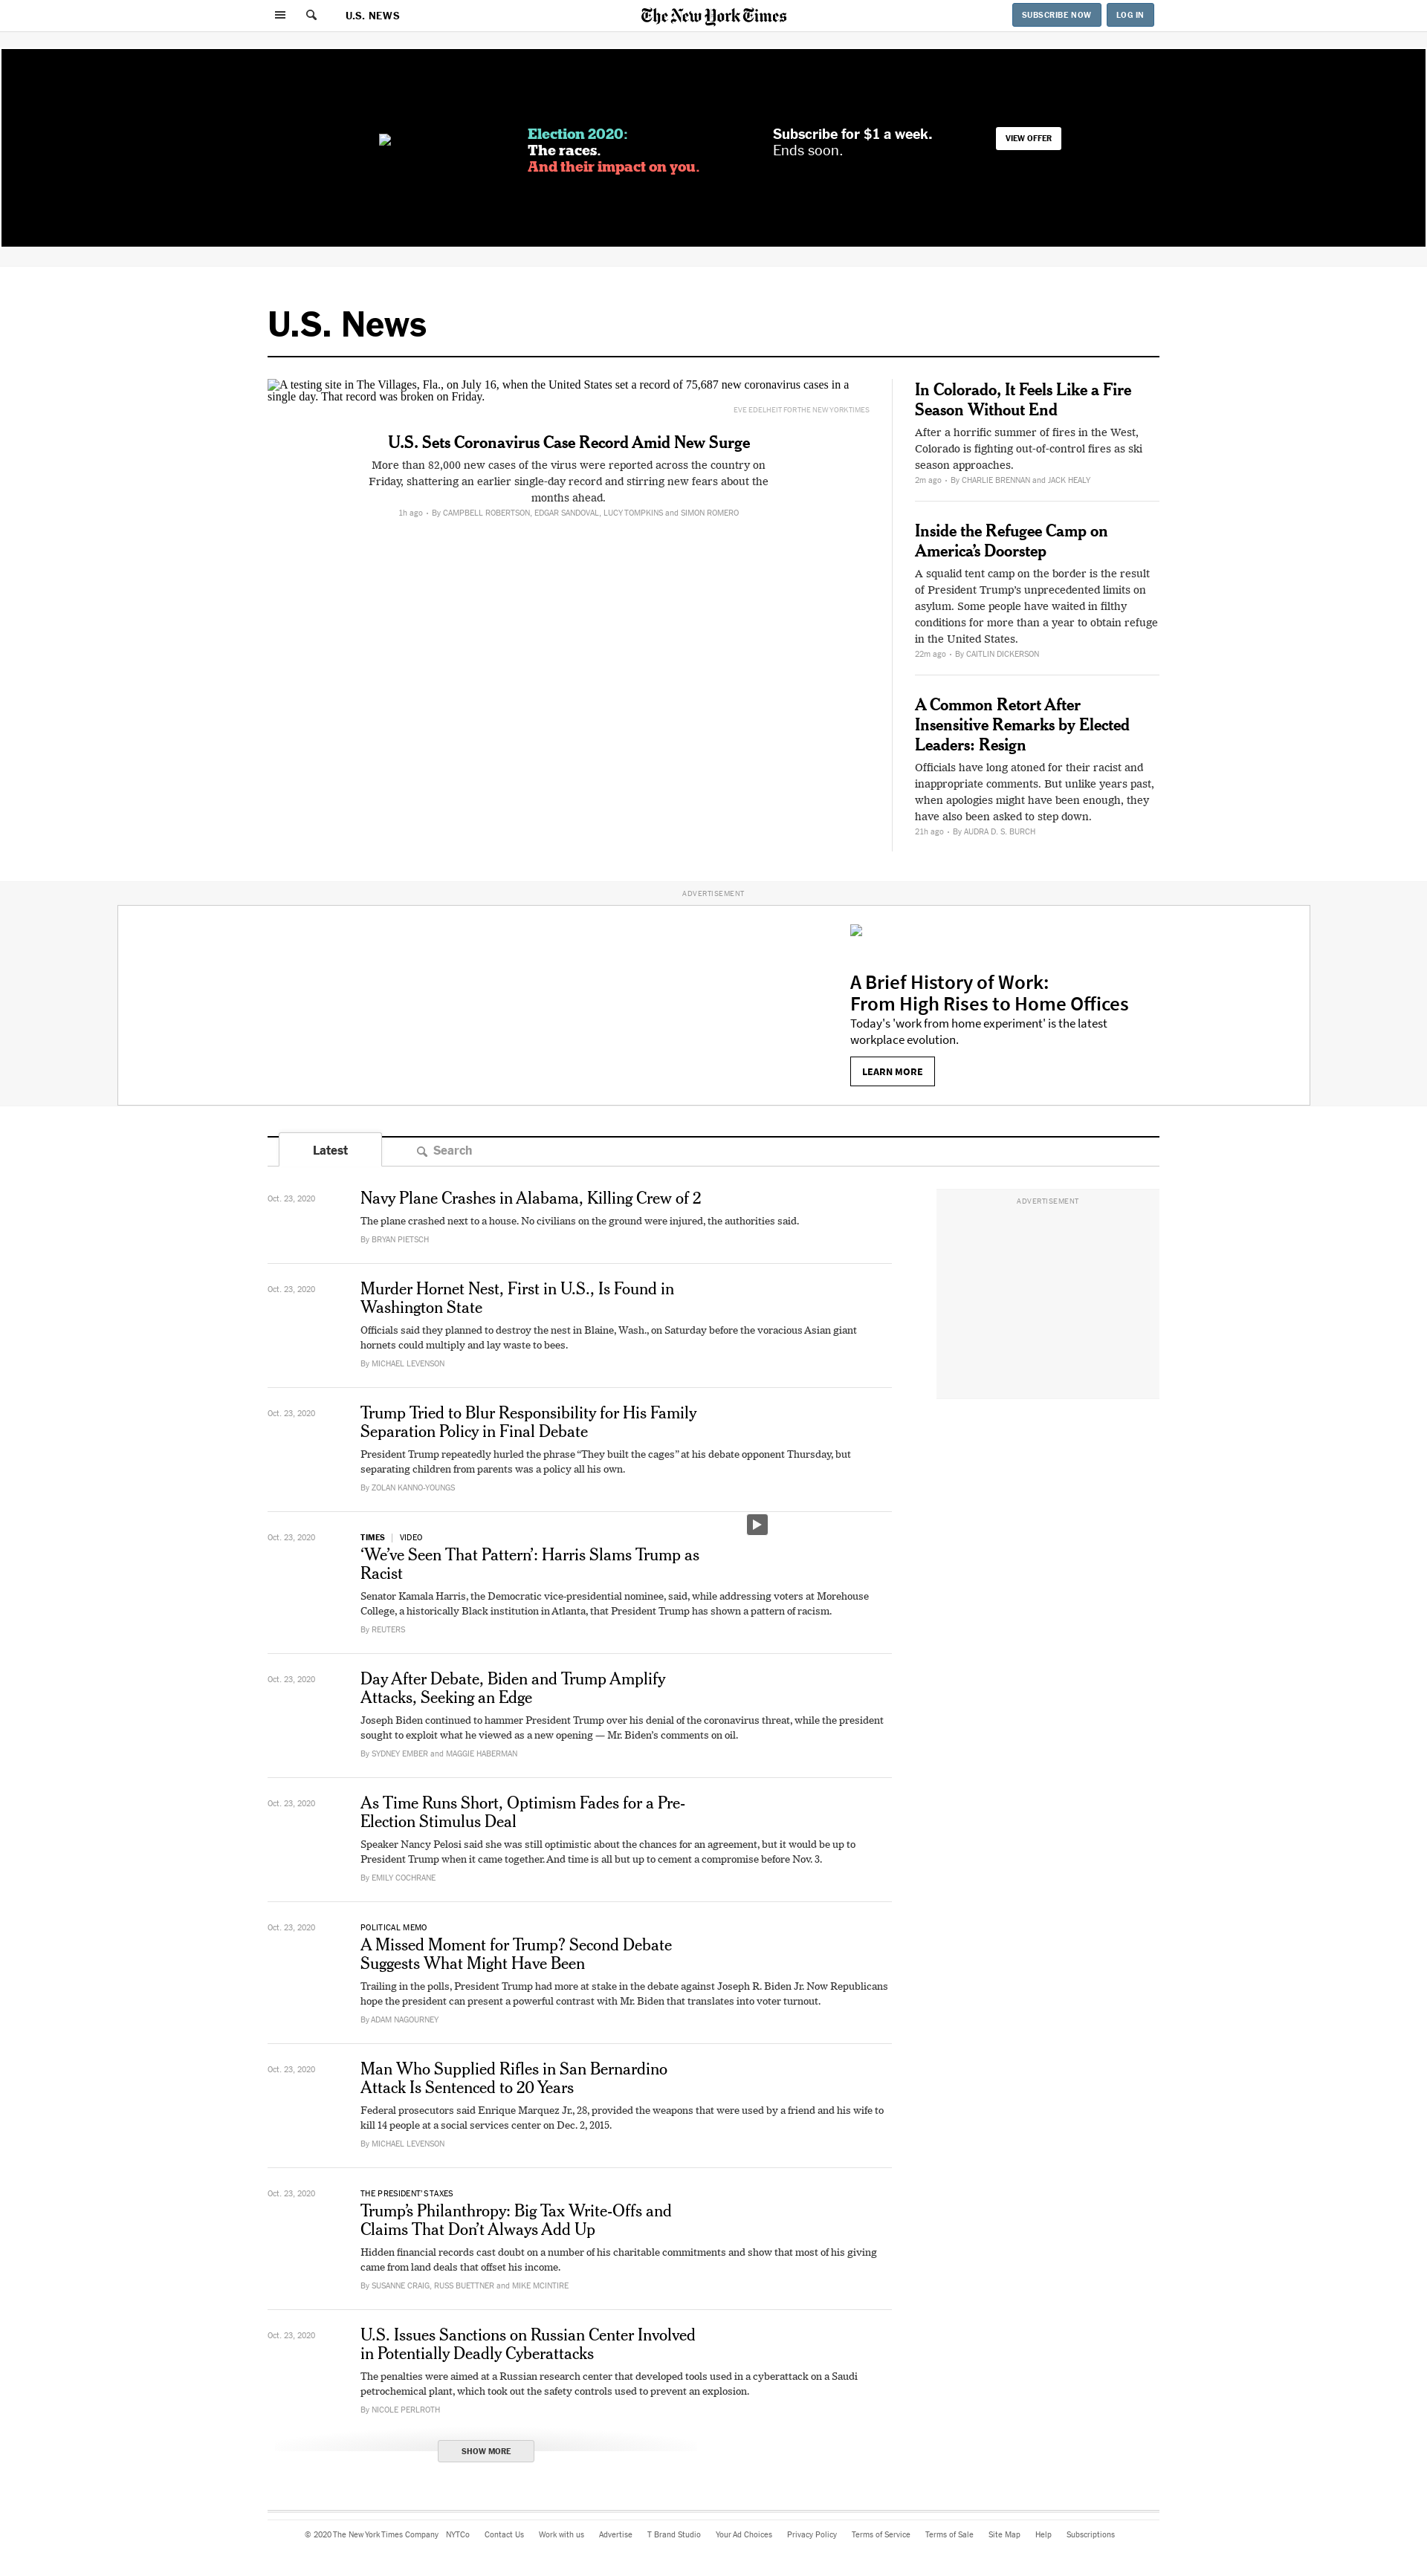 U.S. NEWS
The New York Times
SUBSCRIBE NOW
LOG IN
Election 2020:
The races.
And their impact on you.
Subscribe for $1 a week.
Ends soon.
VIEW OFFER
U.S. News
A testing site in The Villages, Fla., on July 16, when the United States set a record of 75,687 new coronavirus cases in a
single day. That record was broken on Friday.
EVE EDELHEIT FOR THE NEW YORK TIMES
U.S. Sets Coronavirus Case Record Amid New Surge
More than 82,000 new cases of the virus were reported across the country on
Friday, shattering an earlier single-day record and stirring new fears about the
months ahead.
1h ago • By CAMPBELL ROBERTSON, EDGAR SANDOVAL, LUCY TOMPKINS and SIMON ROMERO
In Colorado, It Feels Like a Fire
Season Without End
After a horrific summer of fires in the West,
Colorado is fighting out-of-control fires as ski
season approaches.
2m ago • By CHARLIE BRENNAN and JACK HEALY
Inside the Refugee Camp on
America’s Doorstep
A squalid tent camp on the border is the result
of President Trump’s unprecedented limits on
asylum. Some people have waited in filthy
conditions for more than a year to obtain refuge
in the United States.
22m ago • By CAITLIN DICKERSON
A Common Retort After
Insensitive Remarks by Elected
Leaders: Resign
Officials have long atoned for their racist and
inappropriate comments. But unlike years past,
when apologies might have been enough, they
have also been asked to step down.
21h ago • By AUDRA D. S. BURCH
ADVERTISEMENT
A Brief History of Work:
From High Rises to Home Offices
Today's 'work from home experiment' is the latest
workplace evolution.
LEARN MORE
Latest
Search
Oct. 23, 2020
Navy Plane Crashes in Alabama, Killing Crew of 2
The plane crashed next to a house. No civilians on the ground were injured, the authorities said.
By BRYAN PIETSCH
ADVERTISEMENT
Oct. 23, 2020
Murder Hornet Nest, First in U.S., Is Found in
Washington State
Officials said they planned to destroy the nest in Blaine, Wash., on Saturday before the voracious Asian giant
hornets could multiply and lay waste to bees.
By MICHAEL LEVENSON
Oct. 23, 2020
Trump Tried to Blur Responsibility for His Family
Separation Policy in Final Debate
President Trump repeatedly hurled the phrase “They built the cages” at his debate opponent Thursday, but
separating children from parents was a policy all his own.
By ZOLAN KANNO-YOUNGS
Oct. 23, 2020
TIMES | VIDEO
‘We’ve Seen That Pattern’: Harris Slams Trump as
Racist
Senator Kamala Harris, the Democratic vice-presidential nominee, said, while addressing voters at Morehouse
College, a historically Black institution in Atlanta, that President Trump has shown a pattern of racism.
By REUTERS
Oct. 23, 2020
Day After Debate, Biden and Trump Amplify
Attacks, Seeking an Edge
Joseph Biden continued to hammer President Trump over his denial of the coronavirus threat, while the president
sought to exploit what he viewed as a new opening — Mr. Biden’s comments on oil.
By SYDNEY EMBER and MAGGIE HABERMAN
Oct. 23, 2020
As Time Runs Short, Optimism Fades for a Pre-
Election Stimulus Deal
Speaker Nancy Pelosi said she was still optimistic about the chances for an agreement, but it would be up to
President Trump when it came together. And time is all but up to cement a compromise before Nov. 3.
By EMILY COCHRANE
Oct. 23, 2020
POLITICAL MEMO
A Missed Moment for Trump? Second Debate
Suggests What Might Have Been
Trailing in the polls, President Trump had more at stake in the debate against Joseph R. Biden Jr. Now Republicans
hope the president can present a powerful contrast with Mr. Biden that translates into voter turnout.
By ADAM NAGOURNEY
Oct. 23, 2020
Man Who Supplied Rifles in San Bernardino
Attack Is Sentenced to 20 Years
Federal prosecutors said Enrique Marquez Jr., 28, provided the weapons that were used by a friend and his wife to
kill 14 people at a social services center on Dec. 2, 2015.
By MICHAEL LEVENSON
Oct. 23, 2020
THE PRESIDENT’S TAXES
Trump’s Philanthropy: Big Tax Write-Offs and
Claims That Don’t Always Add Up
Hidden financial records cast doubt on a number of his charitable commitments and show that most of his giving
came from land deals that offset his income.
By SUSANNE CRAIG, RUSS BUETTNER and MIKE MCINTIRE
Oct. 23, 2020
U.S. Issues Sanctions on Russian Center Involved
in Potentially Deadly Cyberattacks
The penalties were aimed at a Russian research center that developed tools used in a cyberattack on a Saudi
petrochemical plant, which took out the safety controls used to prevent an explosion.
By NICOLE PERLROTH
SHOW MORE
© 2020 The New York Times Company NYTCo Contact Us Work with us Advertise T Brand Studio Your Ad Choices Privacy Policy Terms of Service Terms of Sale Site Map Help Subscriptions